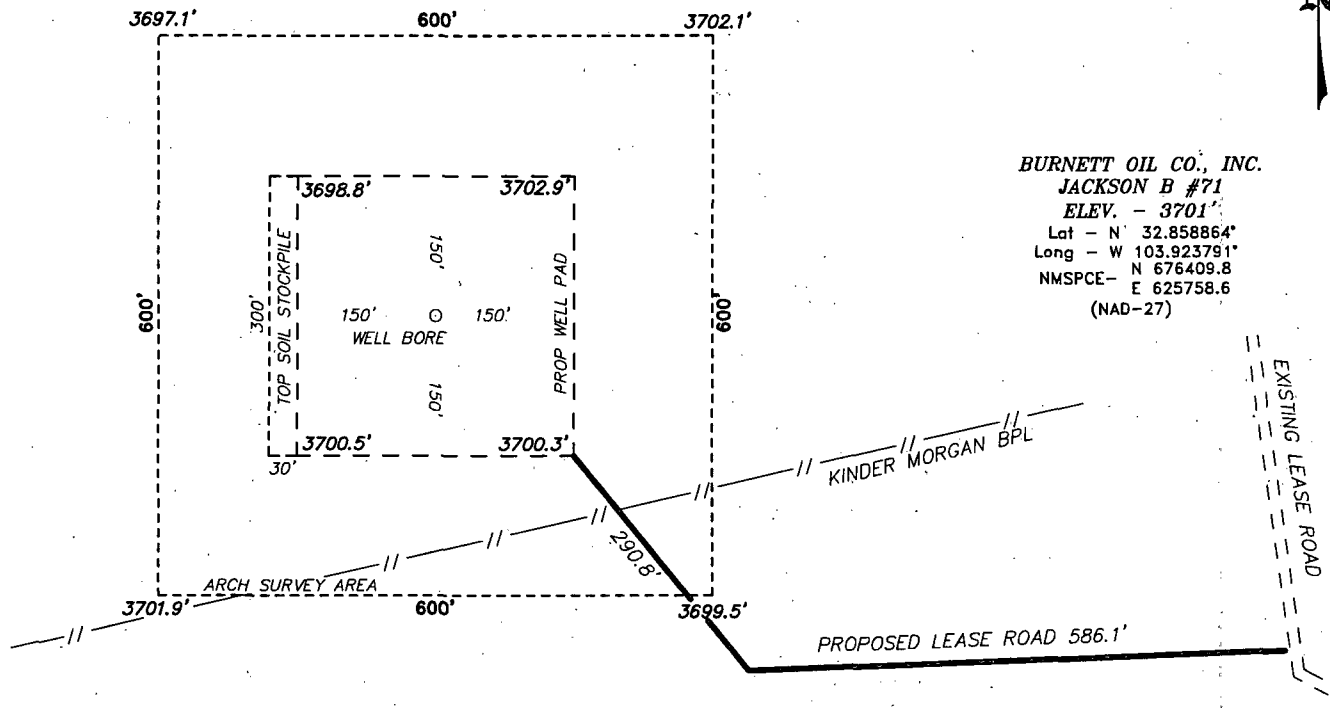 3697.1' 600' 3702.1'
BURNETT OIL CO., INC.
JACKSON B #71
ELEV. - 3701'
Lat - N 32.858864°
Long - W 103.923791°
NMSPCE- N 676409.8
E 625758.6
(NAD-27)
3698.8' 3702.9'
600'
300'
TOP SOIL STOCKPILE
150'
150' 150'
WELL BORE
150'
PROP WELL PAD
600'
EXISTING LEASE ROAD
3700.5' 3700.3'
30'
KINDER MORGAN BPL
290.8'
ARCH SURVEY AREA
3701.9' 600' 3699.5'
PROPOSED LEASE ROAD 586.1'